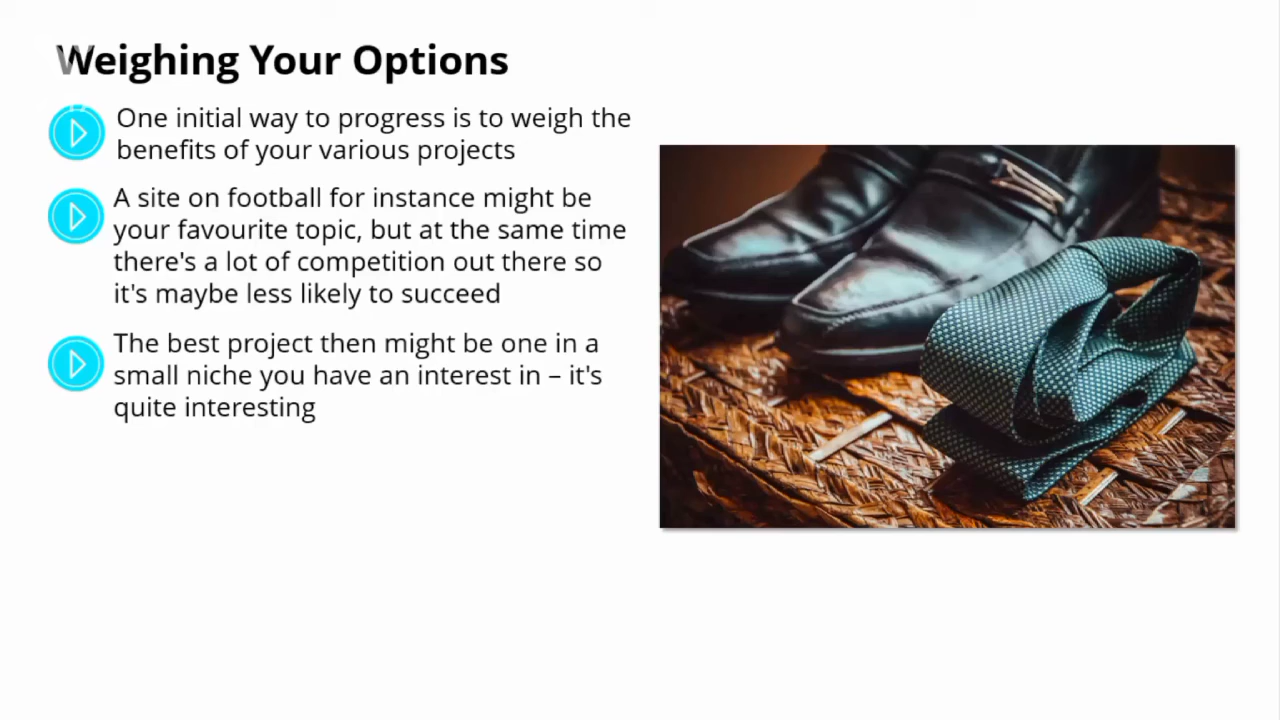 Weighing Your Options
One initial way to progress is to weigh the
benefits of your various projects
A site on football for instance might be
your favourite topic, but at the same time
there's a lot of competition out there so
it's maybe less likely to succeed
The best project then might be one in a
small niche you have an interest in – it's
quite interesting